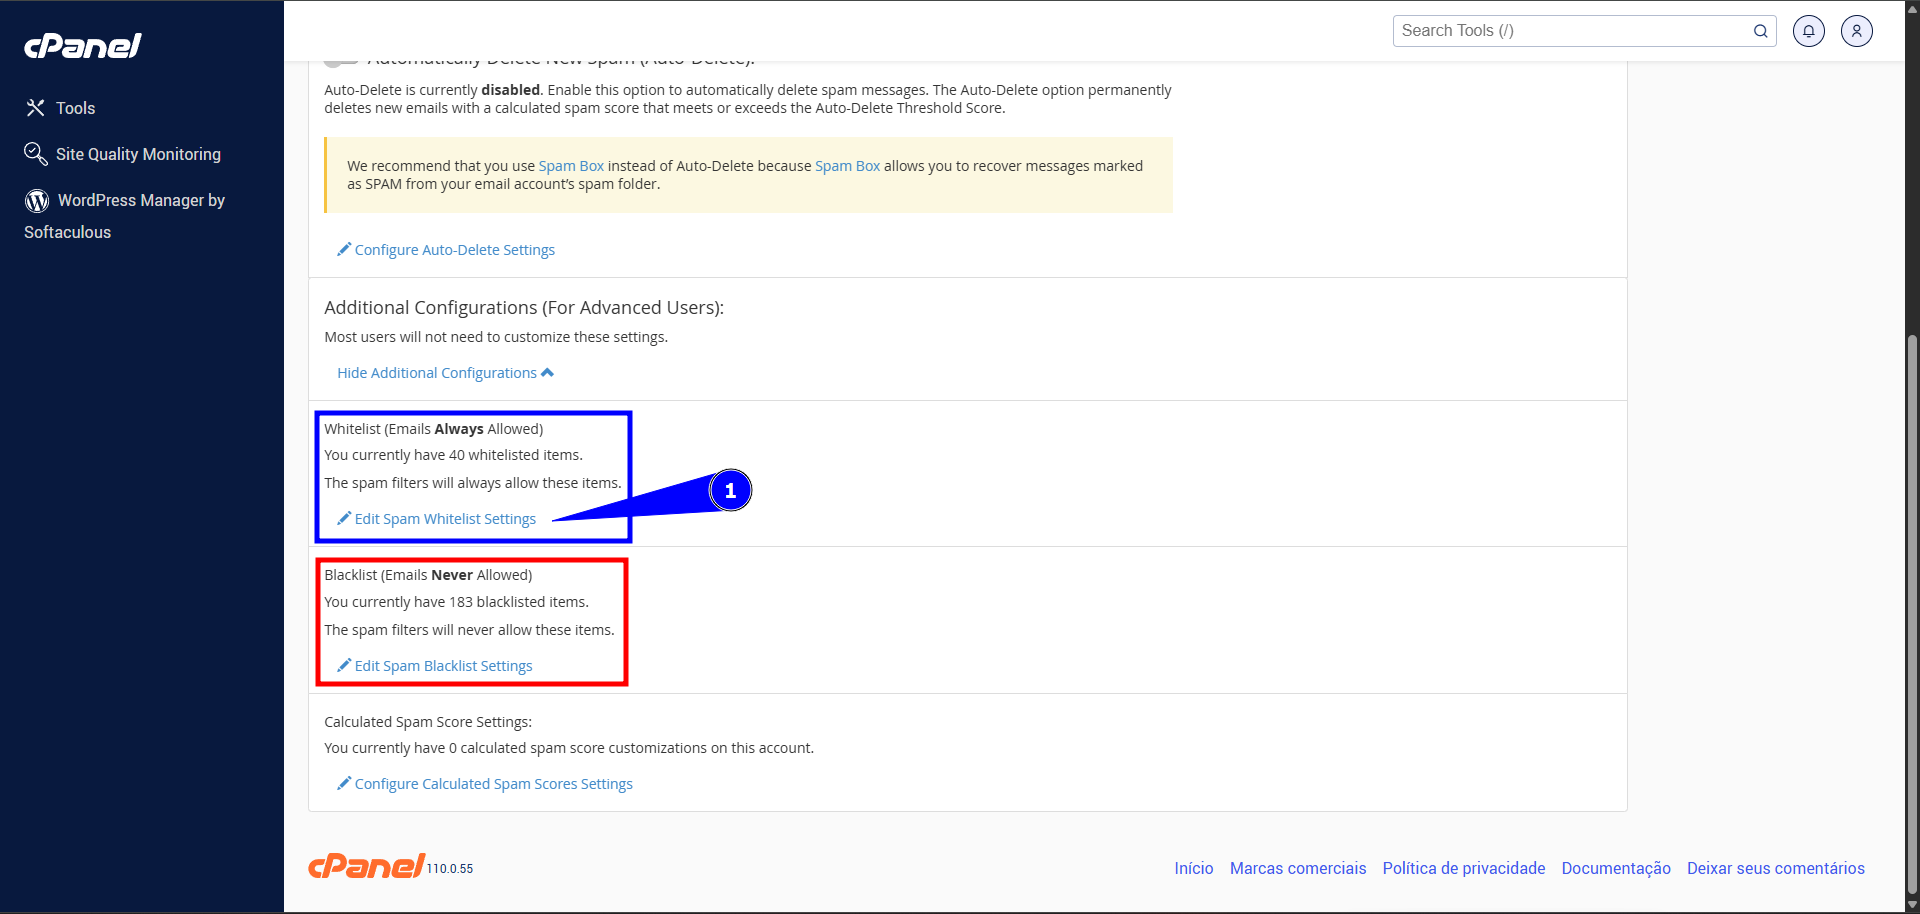 cPanel
Search Tools (/)
Tools
Site Quality Monitoring
WordPress Manager by
Softaculous
Automatically Delete New Spam (Auto-Delete):
Auto-Delete is currently disabled. Enable this option to automatically delete spam messages. The Auto-Delete option permanently
deletes new emails with a calculated spam score that meets or exceeds the Auto-Delete Threshold Score.
We recommend that you use Spam Box instead of Auto-Delete because Spam Box allows you to recover messages marked
as SPAM from your email account's spam folder.
Configure Auto-Delete Settings
Additional Configurations (For Advanced Users):
Most users will not need to customize these settings.
Hide Additional Configurations
Whitelist (Emails Always Allowed)
You currently have 40 whitelisted items.
The spam filters will always allow these items.
1
Edit Spam Whitelist Settings
Blacklist (Emails Never Allowed)
You currently have 183 blacklisted items.
The spam filters will never allow these items.
Edit Spam Blacklist Settings
Calculated Spam Score Settings:
You currently have 0 calculated spam score customizations on this account.
Configure Calculated Spam Scores Settings
cPanel 110.0.55
Início Marcas comerciais Política de privacidade Documentação Deixar seus comentários